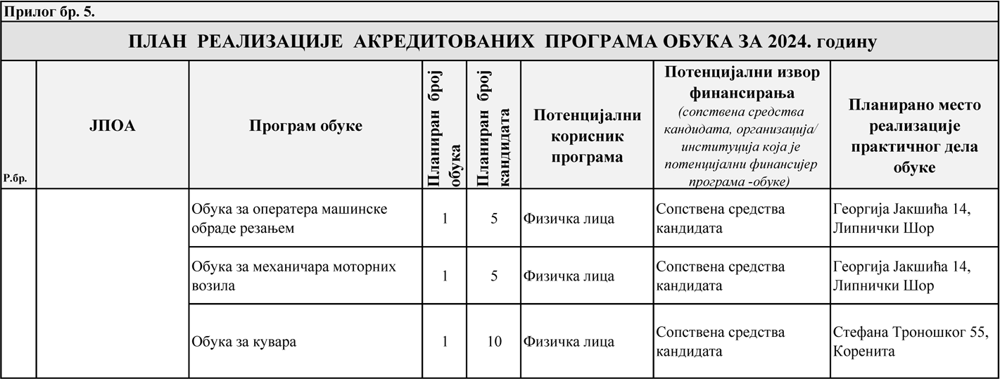 Прилог бр. 5.
ПЛАН РЕАЛИЗАЦИЈЕ АКРЕДИТОВАНИХ ПРОГРАМА ОБУКА ЗА 2024. годину
Р.бр.
ЈПОА
Програм обуке
Планиран број
обука
Планиран број
кандидата
Потенцијални
корисник
програма
Потенцијални извор
финансирања
(сопствена средства
кандидата, организација/
институција која је
потенцијални финансијер
програма -обуке)
Планирано место
реализације
практичног дела
обуке
Обука за оператера машинске
обраде резањем
1
5
Физичка лица
Сопствена средства
кандидата
Георгија Јакшића 14,
Липнички Шор
Обука за механичара моторних
возила
1
5
Физичка лица
Сопствена средства
кандидата
Георгија Јакшића 14,
Липнички Шор
Обука за кувара
1
10
Физичка лица
Сопствена средства
кандидата
Стефана Троношког 55,
Коренита